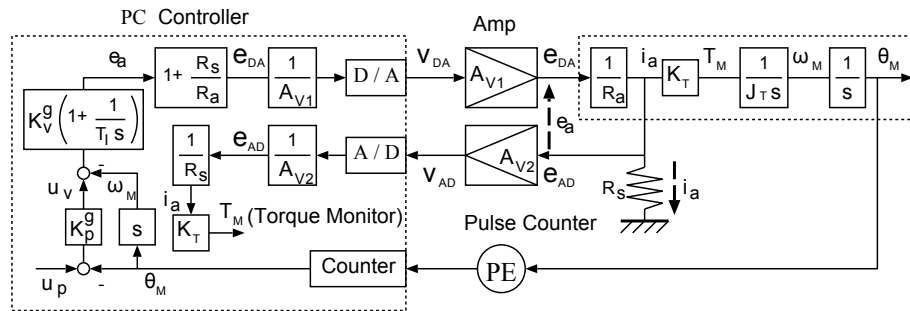 PC Controller
Amp
e_a
1+ R_s / R_a
e_DA
1 / A_V1
D / A
v_DA
A_V1
e_DA
1 / R_a
i_a
K_T
T_M
1 / J_T s
ω_M
1 / s
θ_M
K_v^g ( 1 + 1 / T_I s )
1 / R_s
e_AD
1 / A_V2
A / D
v_AD
A_V2
e_AD
e_a
R_s
i_a
-
u_v
ω_M
i_a
K_T
T_M (Torque Monitor)
K_p^g
s
Pulse Counter
Counter
PE
u_p
-
θ_M